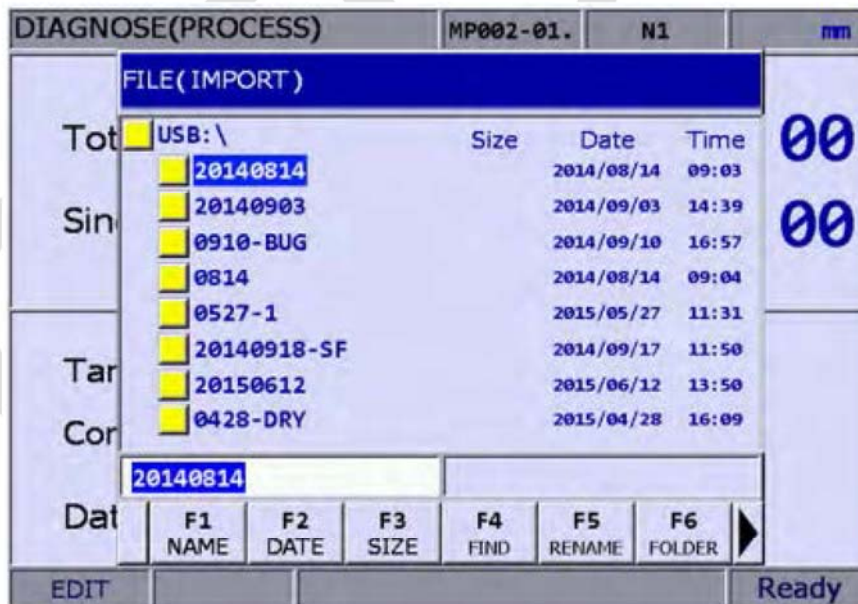 DIAGNOSE(PROCESS) MP002-01. N1 mm
FILE(IMPORT)
USB:\ Size Date Time
Tot 00
20140814 2014/08/14 09:03
20140903 2014/09/03 14:39
Sin 00
0910-BUG 2014/09/10 16:57
0814 2014/08/14 09:04
0527-1 2015/05/27 11:31
20140918-SF 2014/09/17 11:50
Tar
20150612 2015/06/12 13:50
0428-DRY 2015/04/28 16:09
Cor
20140814
Dat
F1 F2 F3 F4 F5 F6
NAME DATE SIZE FIND RENAME FOLDER
EDIT Ready